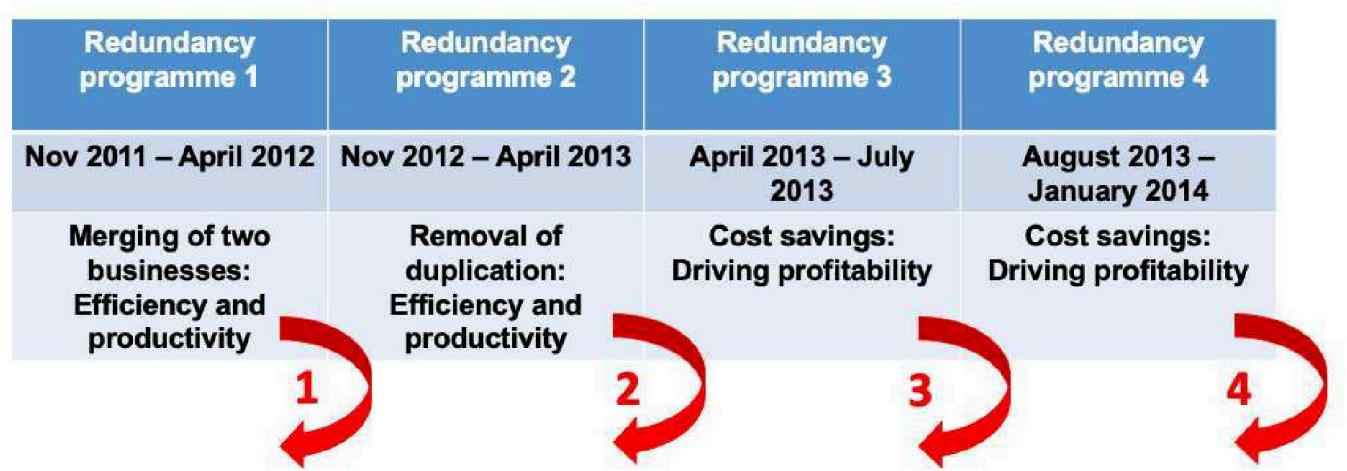 Redundancy
programme 1
Redundancy
programme 2
Redundancy
programme 3
Redundancy
programme 4
Nov 2011 – April 2012
Nov 2012 – April 2013
April 2013 – July
2013
August 2013 –
January 2014
Merging of two
businesses:
Efficiency and
productivity
Removal of
duplication:
Efficiency and
productivity
Cost savings:
Driving profitability
Cost savings:
Driving profitability
1
2
3
4